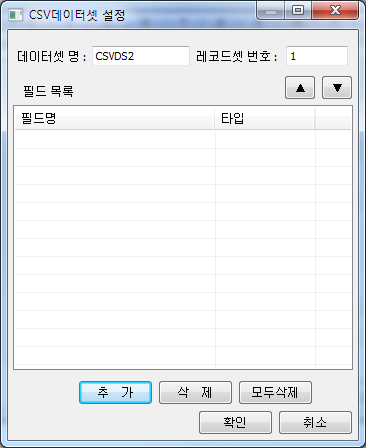 CSV데이터셋 설정
데이터셋 명 : CSVDS2 레코드셋 번호 : 1
필드 목록 ▲ ▼
필드명 타입
추 가 삭 제 모두삭제
확인 취소